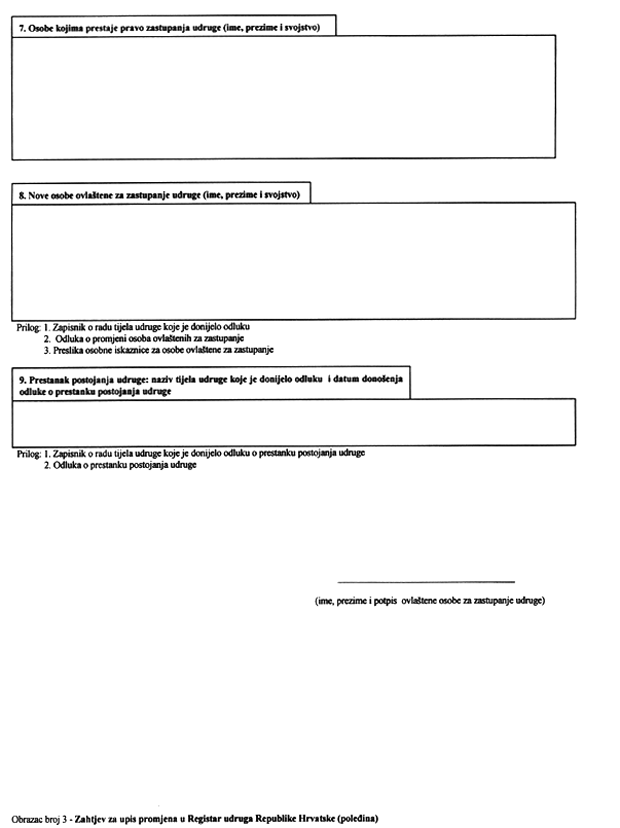 7. Osobe kojima prestaje pravo zastupanja udruge (ime, prezime i svojstvo)
8. Nove osobe ovlaštene za zastupanje udruge (ime, prezime i svojstvo)
Prilog: 1. Zapisnik o radu tijela udruge koje je donijelo odluku
2. Odluka o promjeni osoba ovlaštenih za zastupanje
3. Preslika osobne iskaznice za osobe ovlaštene za zastupanje
9. Prestanak postojanja udruge: naziv tijela udruge koje je donijelo odluku i datum donošenja
odluke o prestanku postojanja udruge
Prilog: 1. Zapisnik o radu tijela udruge koje je donijelo odluku o prestanku postojanja udruge
2. Odluka o prestanku postojanja udruge
(ime, prezime i potpis ovlaštene osobe za zastupanje udruge)
Obrazac broj 3 - Zahtjev za upis promjena u Registar udruga Republike Hrvatske (poleđina)